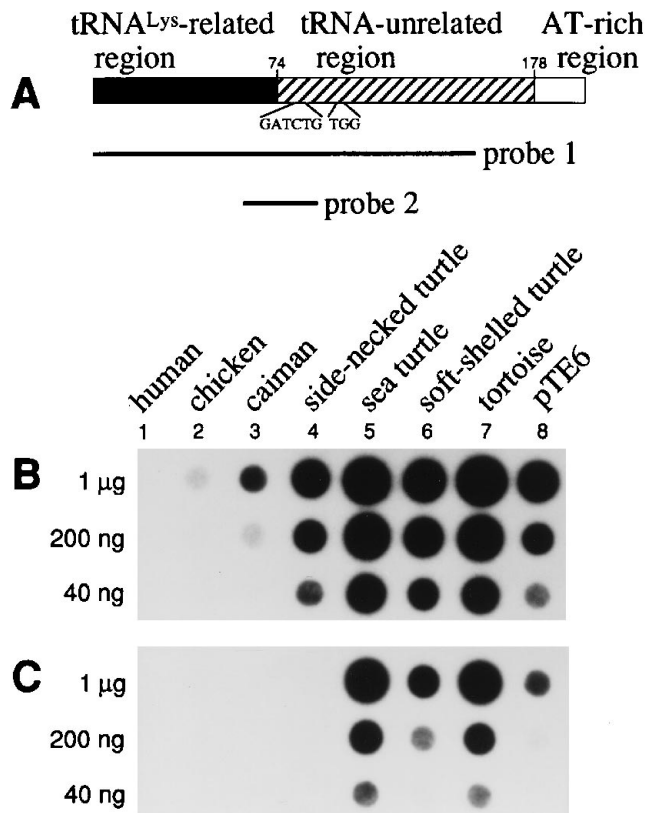 tRNALys-related tRNA-unrelated AT-rich
region 74 region 178 region
A
GATCTG TGG
probe 1
probe 2
human
chicken
caiman
side-necked turtle
sea turtle
soft-shelled turtle
tortoise
pTE6
1 2 3 4 5 6 7 8
B 1 μg
200 ng
40 ng
C 1 μg
200 ng
40 ng